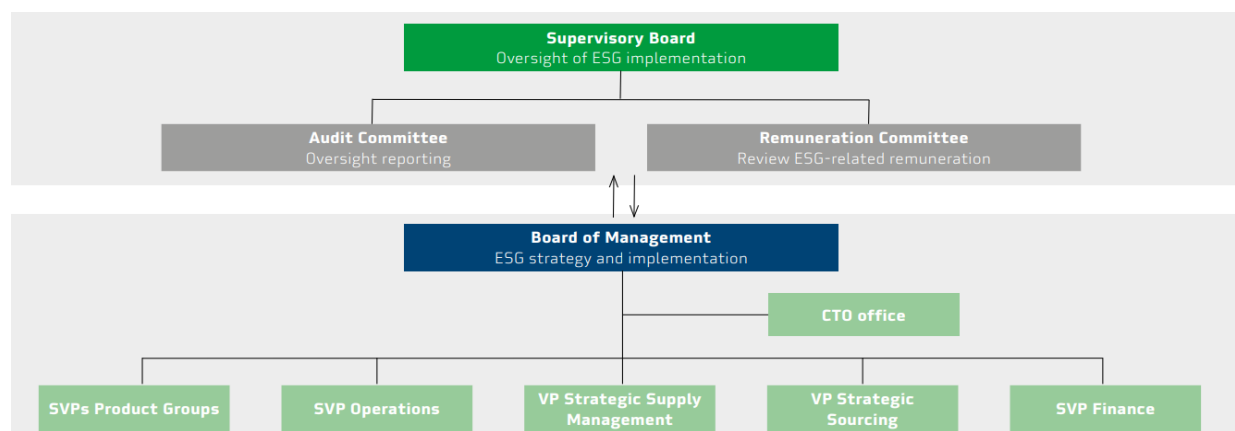 Supervisory Board
Oversight of ESG implementation
Audit Committee
Oversight reporting
Remuneration Committee
Review ESG-related remuneration
Board of Management
ESG strategy and implementation
CTO office
SVPs Product Groups
SVP Operations
VP Strategic Supply
Management
VP Strategic
Sourcing
SVP Finance